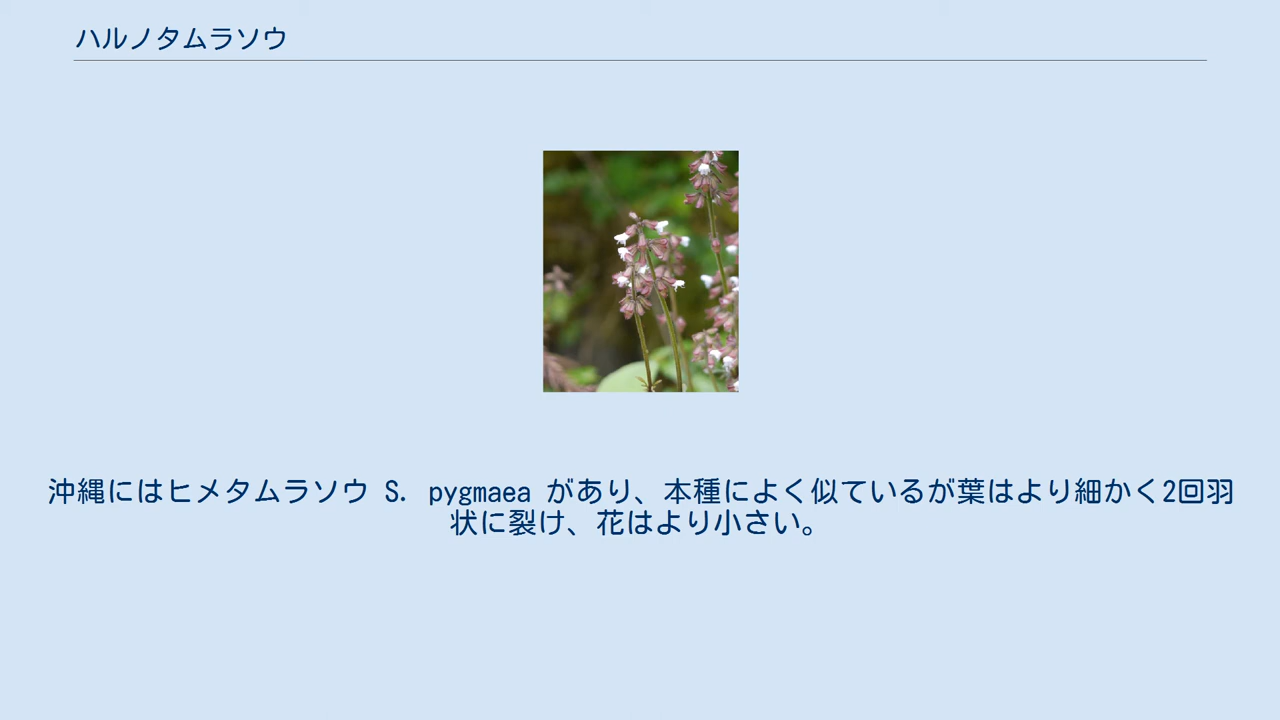 ハルノタムラソウ
沖縄にはヒメタムラソウ S. pygmaea があり、本種によく似ているが葉はより細かく2回羽
状に裂け、花はより小さい。